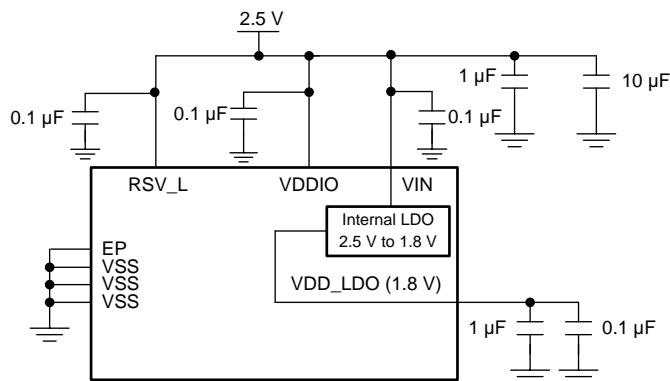 2.5 V
0.1 µF
0.1 µF
0.1 µF
1 µF
10 µF
RSV_L
VDDIO
VIN
Internal LDO
2.5 V to 1.8 V
EP
VSS
VSS
VSS
VDD_LDO (1.8 V)
1 µF
0.1 µF